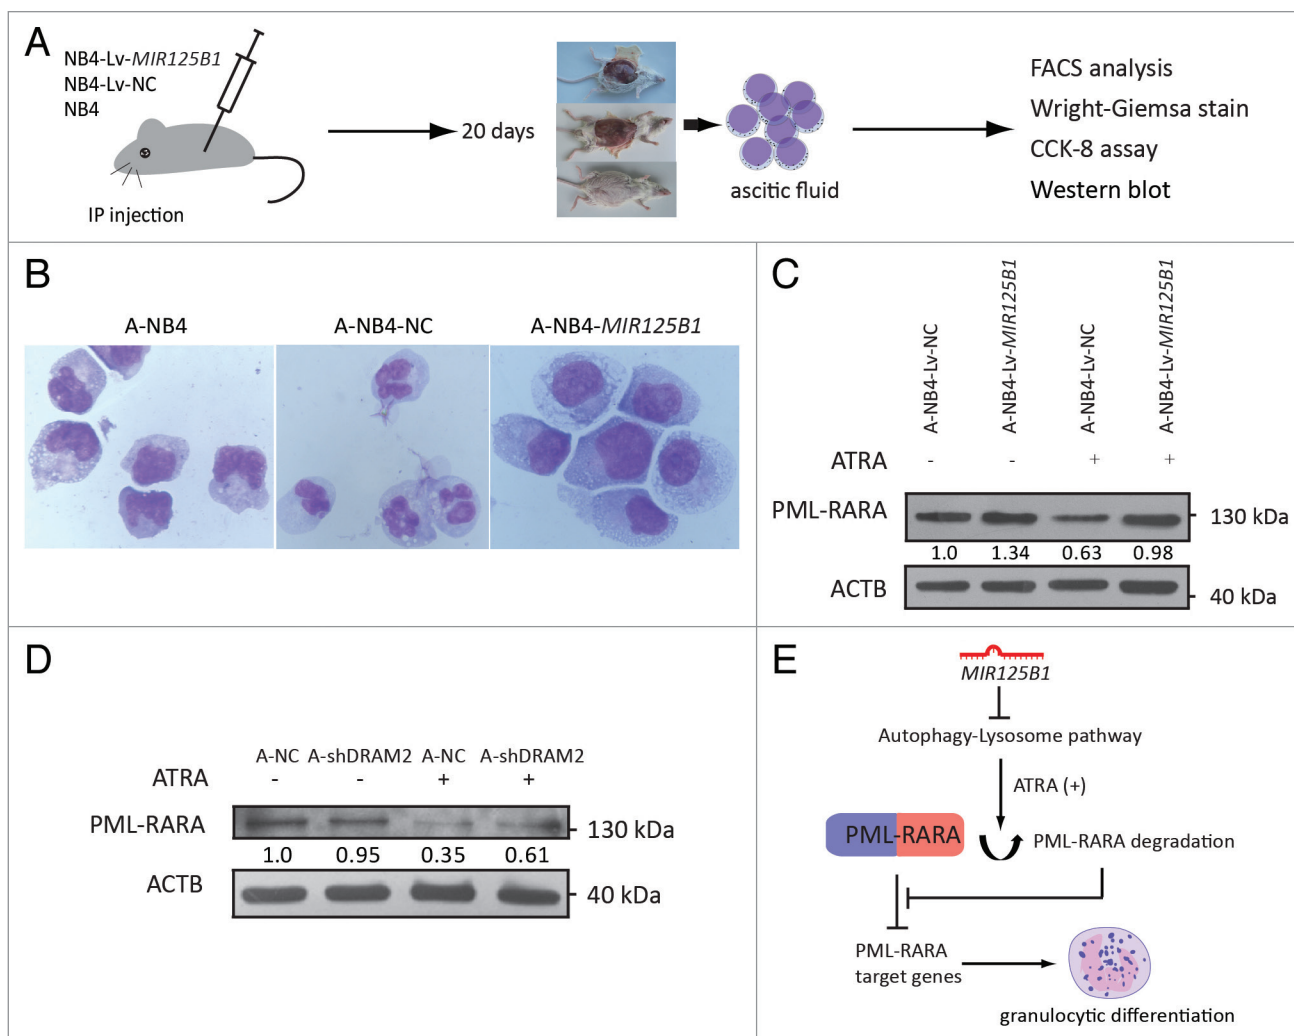 A
NB4-Lv-MIR125B1
NB4-Lv-NC
NB4
IP injection
20 days
ascitic fluid
FACS analysis
Wright-Giemsa stain
CCK-8 assay
Western blot
B
A-NB4
A-NB4-NC
A-NB4-MIR125B1
C
A-NB4-Lv-NC
A-NB4-Lv-MIR125B1
A-NB4-Lv-NC
A-NB4-Lv-MIR125B1
ATRA - - + +
PML-RARA
130 kDa
1.0 1.34 0.63 0.98
ACTB
40 kDa
D
A-NC A-shDRAM2 A-NC A-shDRAM2
ATRA - - + +
PML-RARA
130 kDa
1.0 0.95 0.35 0.61
ACTB
40 kDa
E
MIR125B1
Autophagy-Lysosome pathway
ATRA (+)
PML-RARA
PML-RARA degradation
PML-RARA
target genes
granulocytic differentiation